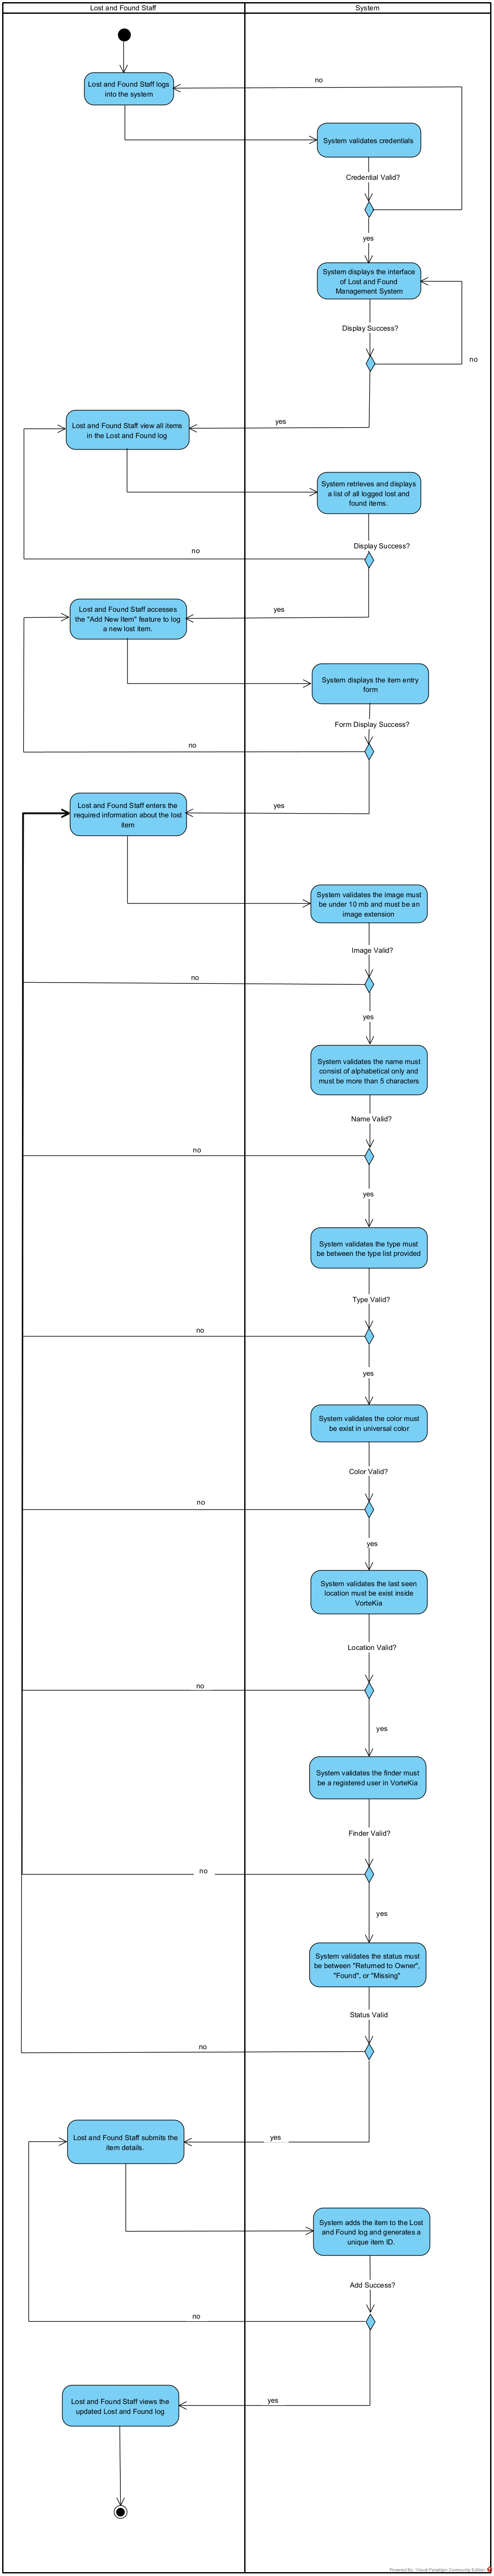 Lost and Found Staff
System
Lost and Found Staff logs
into the system
no
System validates credentials
Credential Valid?
yes
System displays the interface
of Lost and Found
Management System
Display Success?
no
yes
Lost and Found Staff view all items
in the Lost and Found log
System retrieves and displays
a list of all logged lost and
found items.
Display Success?
no
yes
Lost and Found Staff accesses
the "Add New Item" feature to log
a new lost item.
System displays the item entry
form
Form Display Success?
no
yes
Lost and Found Staff enters the
required information about the lost
item
System validates the image must
be under 10 mb and must be an
image extension
Image Valid?
no
yes
System validates the name must
consist of alphabetical only and
must be more than 5 characters
Name Valid?
no
yes
System validates the type must
be between the type list provided
Type Valid?
no
yes
System validates the color must
be exist in universal color
Color Valid?
no
yes
System validates the last seen
location must be exist inside
VorteKia
Location Valid?
no
yes
System validates the finder must
be a registered user in VorteKia
Finder Valid?
no
yes
System validates the status must
be between "Returned to Owner",
"Found", or "Missing"
Status Valid
no
yes
Lost and Found Staff submits the
item details.
System adds the item to the Lost
and Found log and generates a
unique item ID.
Add Success?
no
yes
Lost and Found Staff views the
updated Lost and Found log
Powered By: Visual Paradigm Community Edition